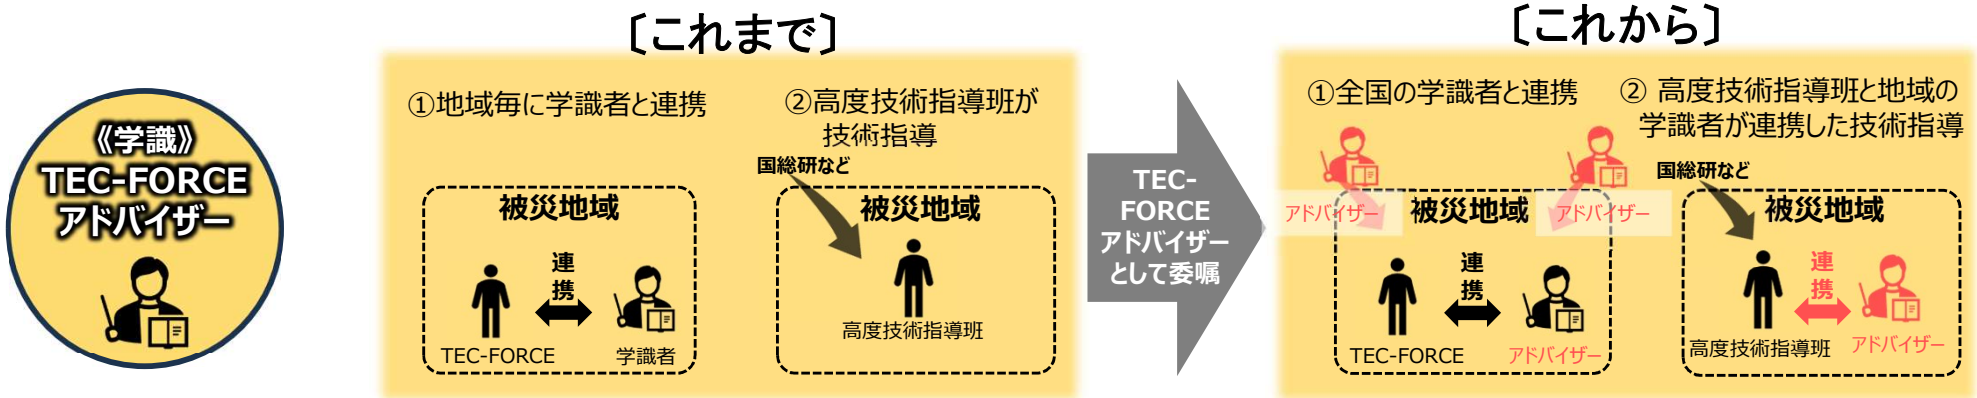 《学識》
TEC-FORCE
アドバイザー
〔これまで〕
①地域毎に学識者と連携
被災地域
連
携
TEC-FORCE
学識者
②高度技術指導班が
技術指導
国総研など
被災地域
高度技術指導班
TEC-
FORCE
アドバイザー
として委嘱
〔これから〕
①全国の学識者と連携
アドバイザー
被災地域
アドバイザー
連
携
TEC-FORCE
アドバイザー
② 高度技術指導班と地域の
学識者が連携した技術指導
国総研など
被災地域
連
携
高度技術指導班
アドバイザー